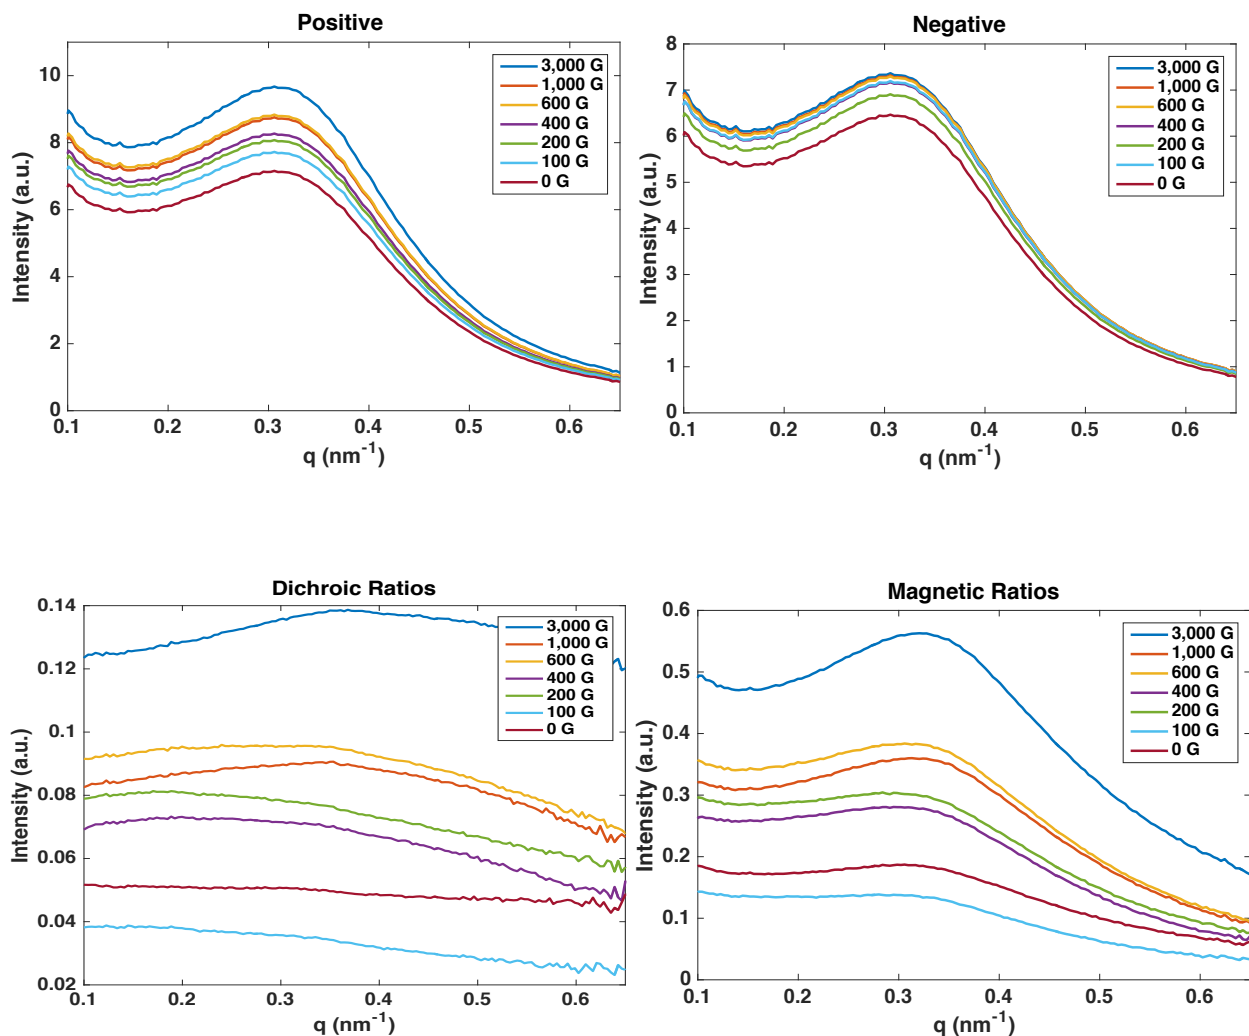 Positive
Intensity (a.u.)
10
8
6
4
2
0
0.1 0.2 0.3 0.4 0.5 0.6
q (nm-1)
3,000 G
1,000 G
600 G
400 G
200 G
100 G
0 G
Negative
Intensity (a.u.)
8
7
6
5
4
3
2
1
0
0.1 0.2 0.3 0.4 0.5 0.6
q (nm-1)
3,000 G
1,000 G
600 G
400 G
200 G
100 G
0 G
Dichroic Ratios
Intensity (a.u.)
0.14
0.12
0.1
0.08
0.06
0.04
0.02
0.1 0.2 0.3 0.4 0.5 0.6
q (nm-1)
3,000 G
1,000 G
600 G
400 G
200 G
100 G
0 G
Magnetic Ratios
Intensity (a.u.)
0.6
0.5
0.4
0.3
0.2
0.1
0
0.1 0.2 0.3 0.4 0.5 0.6
q (nm-1)
3,000 G
1,000 G
600 G
400 G
200 G
100 G
0 G